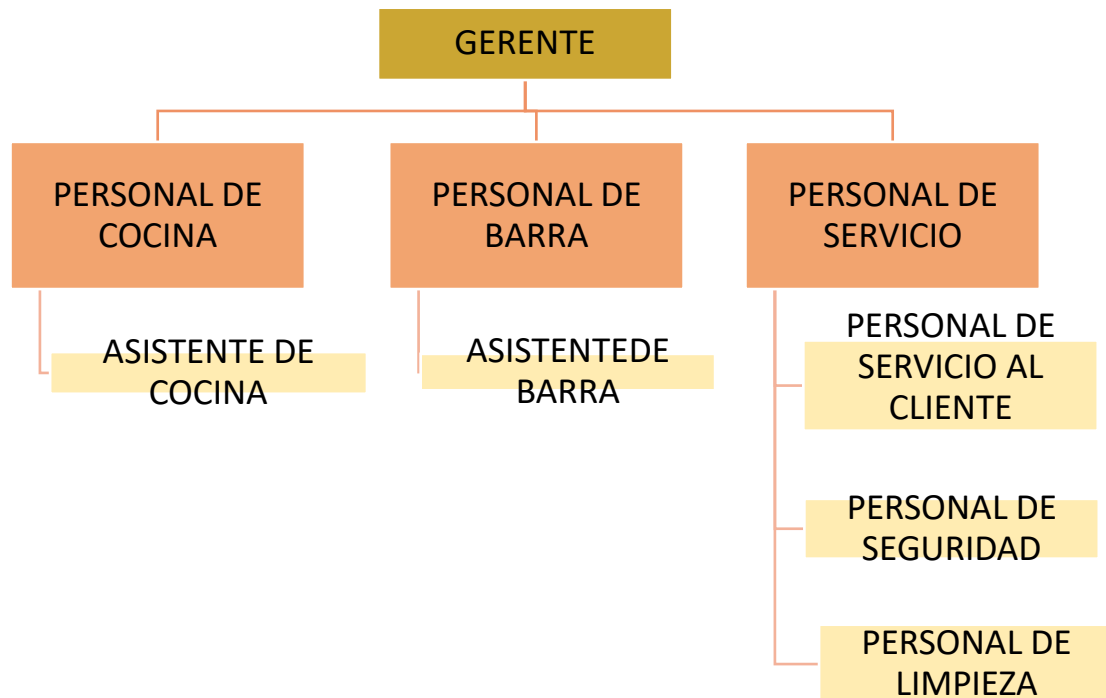 GERENTE
PERSONAL DE
COCINA
PERSONAL DE
BARRA
PERSONAL DE
SERVICIO
ASISTENTE DE
COCINA
ASISTENTEDE
BARRA
PERSONAL DE
SERVICIO AL
CLIENTE
PERSONAL DE
SEGURIDAD
PERSONAL DE
LIMPIEZA